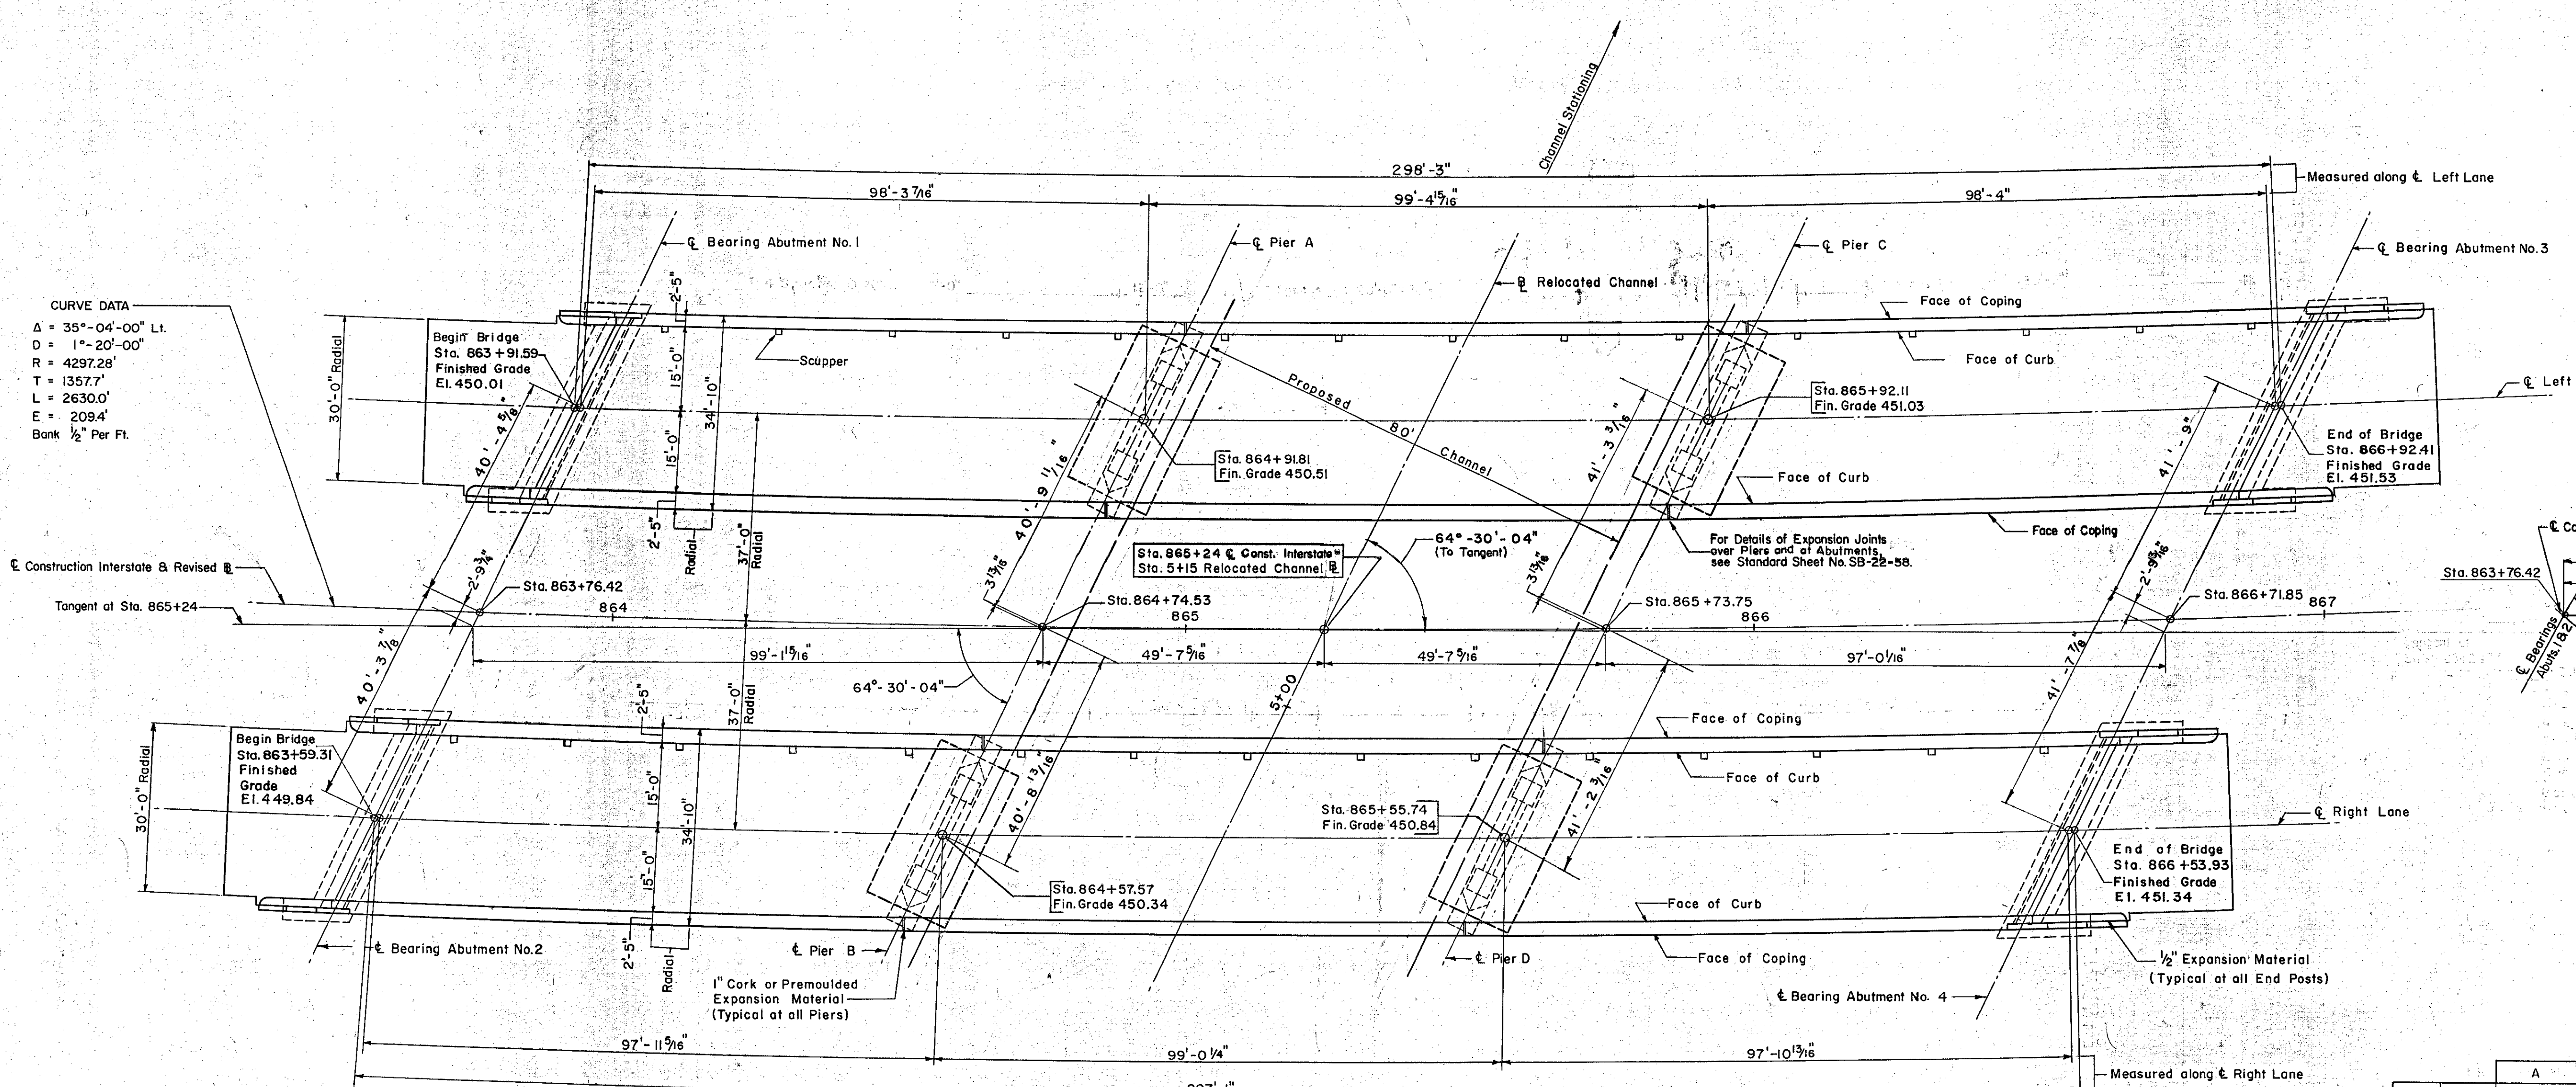 Channel Stationing
298'-3"
98'-3 7/16"
99'-4 15/16"
98'-4"
Measured along ℄ Left Lane
℄ Bearing Abutment No. 1
℄ Pier A
℄ Pier C
℄ Bearing Abutment No. 3
B̲L Relocated Channel
CURVE DATA
Δ = 35°-04'-00" Lt.
D = 1°-20'-00"
R = 4297.28'
T = 1357.7'
L = 2630.0'
E = 209.4'
Bank 1/2" Per Ft.
30'-0" Radial
Begin Bridge
Sta. 863+91.59
Finished Grade
El. 450.01
2'-5"
15'-0"
15'-0"
34'-10"
2'-5"
Radial
37'-0"
Radial
Scupper
Face of Coping
Face of Curb
Proposed
80'
Channel
Sta. 865+92.11
Fin. Grade 451.03
℄ Left
End of Bridge
Sta. 866+92.41
Finished Grade
El. 451.53
40'-4 5/8"
40'-9 11/16"
41'-3 3/16"
41'-9"
Sta. 864+91.81
Fin. Grade 450.51
Face of Curb
Face of Coping
For Details of Expansion Joints
over Piers and at Abutments,
see Standard Sheet No. SB-22-58.
64°-30'-04"
(To Tangent)
Sta. 865+24 ℄ Const. Interstate=
Sta. 5+15 Relocated Channel B̲L
℄ Construction Interstate & Revised B̲L
Tangent at Sta. 865+24
2'-9 3/4"
Sta. 863+76.42
864
3 13/16"
Sta. 864+74.53
865
3 13/16"
Sta. 865+73.75
866
2'-9 13/16"
Sta. 866+71.85
867
Sta. 863+76.42
℄ Bearings
99'-1 15/16"
49'-7 5/16"
49'-7 5/16"
97'-0 1/16"
64°-30'-04"
5+00
40'-3 7/8"
40'-8 13/16"
41'-2 3/16"
41'-7 7/8"
37'-0"
Radial
2'-5"
15'-0"
15'-0"
34'-10"
2'-5"
Radial
30'-0" Radial
Begin Bridge
Sta. 863+59.31
Finished
Grade
El. 449.84
Face of Coping
Face of Curb
Sta. 865+55.74
Fin. Grade 450.84
℄ Right Lane
End of Bridge
Sta. 866+53.93
Finished Grade
El. 451.34
Sta. 864+57.57
Fin. Grade 450.34
Face of Curb
Face of Coping
℄ Bearing Abutment No. 2
℄ Pier B
℄ Pier D
℄ Bearing Abutment No. 4
1" Cork or Premoulded
Expansion Material
(Typical at all Piers)
1/2" Expansion Material
(Typical at all End Posts)
97'-11 5/16"
99'-0 1/4"
97'-10 13/16"
Measured along ℄ Right Lane
A